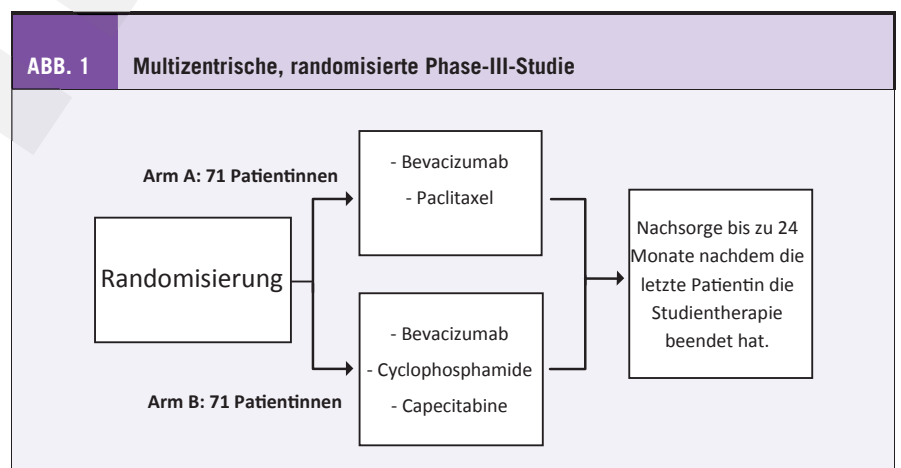 ABB. 1 Multizentrische, randomisierte Phase-III-Studie
Arm A: 71 Patientinnen
- Bevacizumab
- Paclitaxel
Randomisierung
Arm B: 71 Patientinnen
- Bevacizumab
- Cyclophosphamide
- Capecitabine
Nachsorge bis zu 24
Monate nachdem die
letzte Patientin die
Studientherapie
beendet hat.